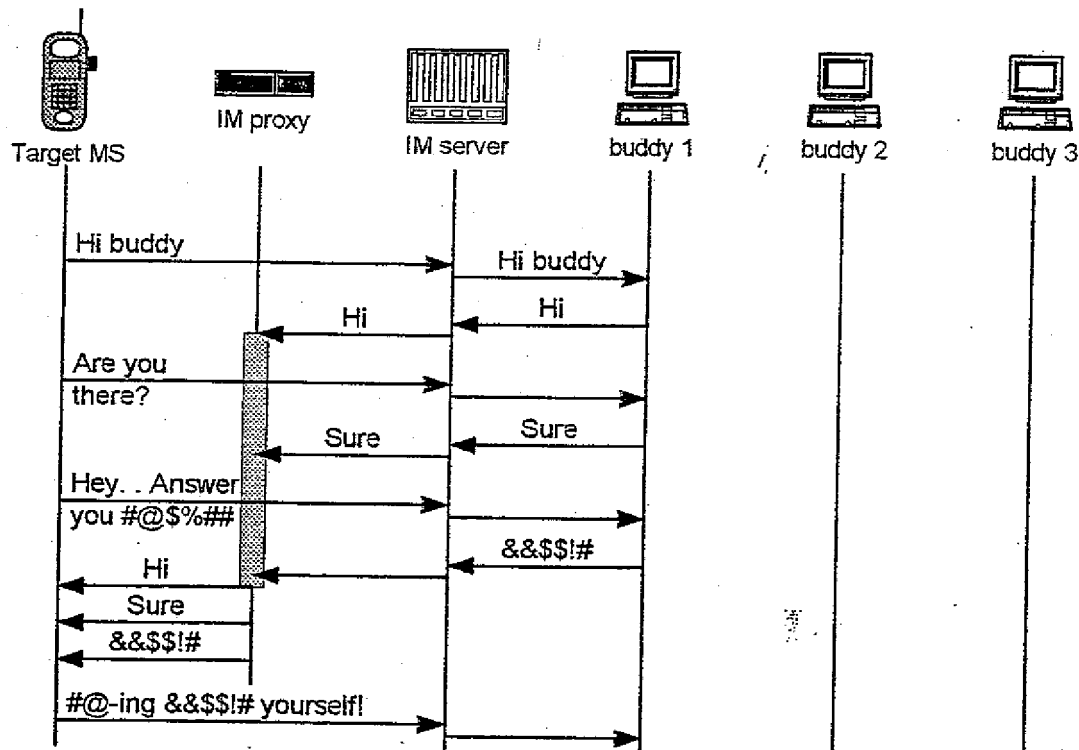 Target MS
IM proxy
IM server
buddy 1
buddy 2
buddy 3
Hi buddy
Hi buddy
Hi
Hi
Are you
there?
Sure
Sure
Hey. . Answer
you #@$%##
&&$$!#
Hi
Sure
&&$$!#
#@-ing &&$$!# yourself!